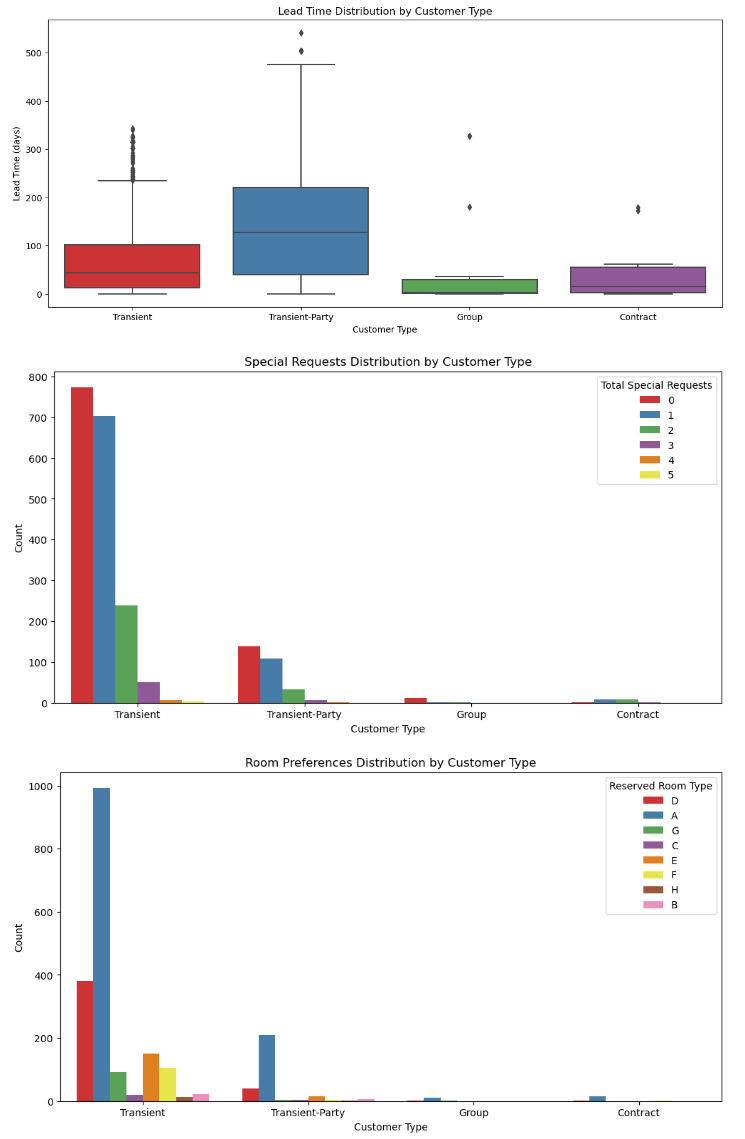 Lead Time Distribution by Customer Type
500
400
300
200
100
0
Lead Time (days)
Transient Transient-Party Group Contract
Customer Type
Special Requests Distribution by Customer Type
800
700
600
500
400
300
200
100
0
Count
Total Special Requests
0
1
2
3
4
5
Transient Transient-Party Group Contract
Customer Type
Room Preferences Distribution by Customer Type
1000
800
600
400
200
0
Count
Reserved Room Type
D
A
G
C
E
F
H
B
Transient Transient-Party Group Contract
Customer Type